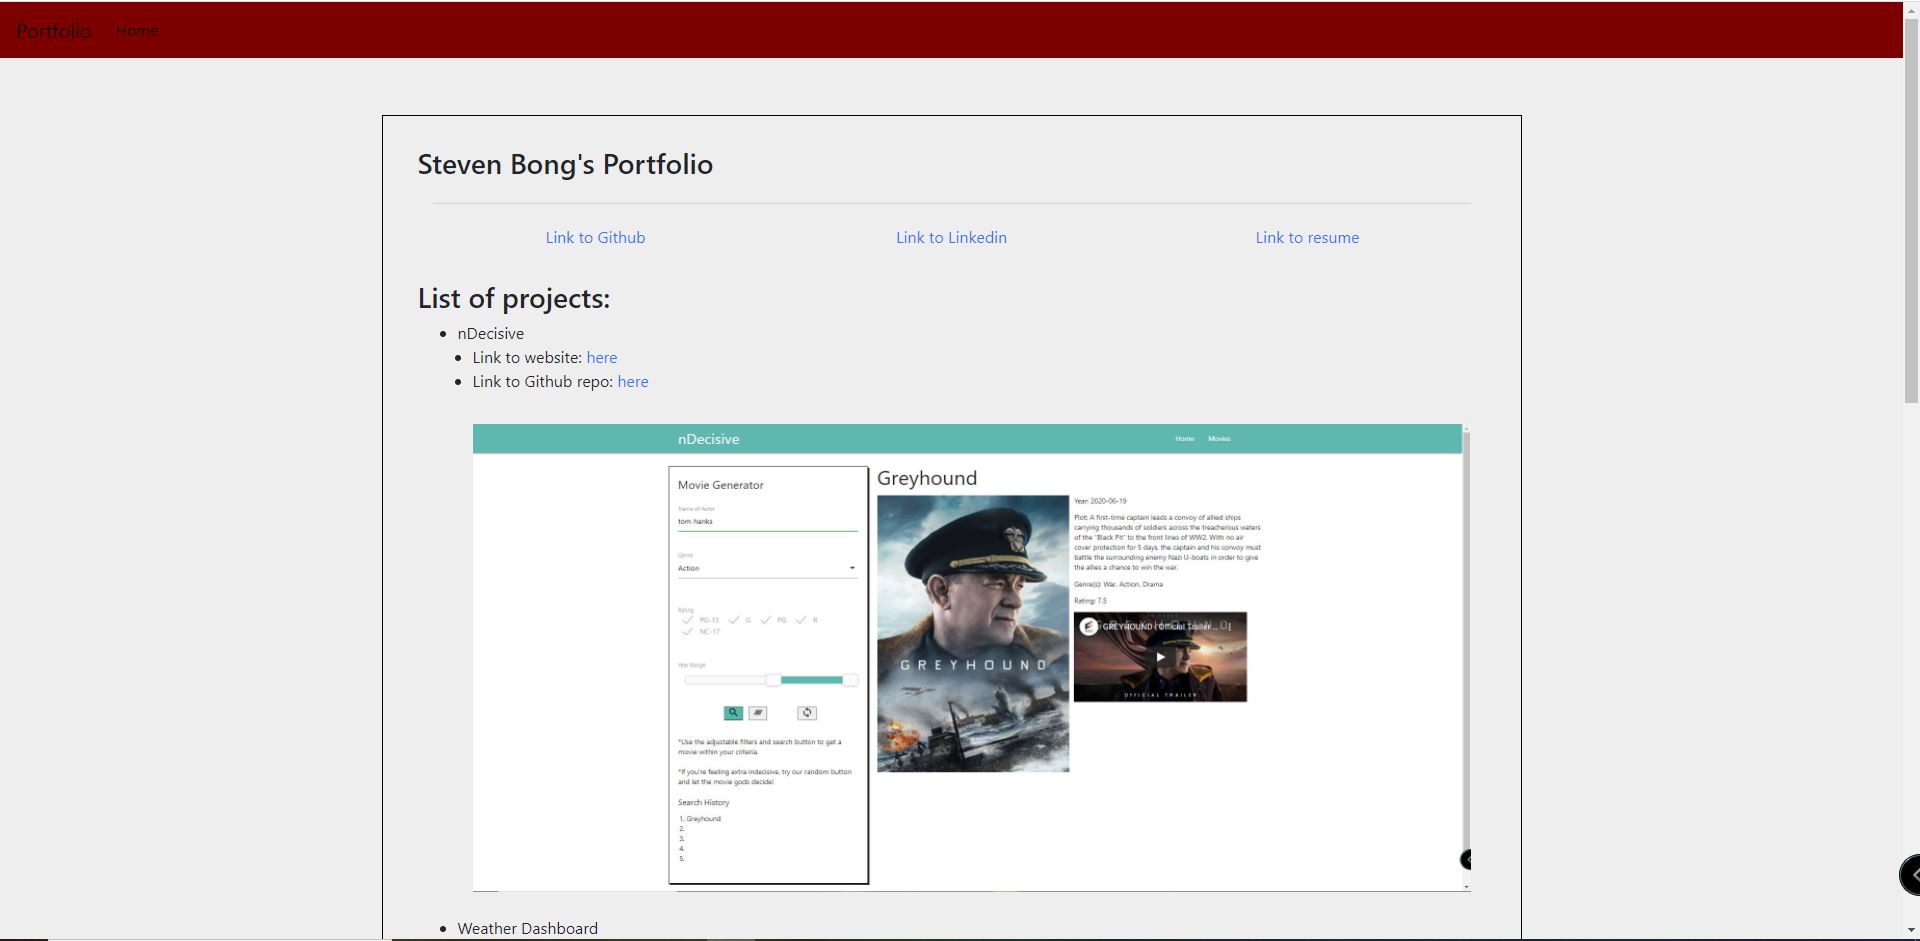 Portfolio Home
Steven Bong's Portfolio
Link to Github Link to Linkedin Link to resume
List of projects:
nDecisive
Link to website: here
Link to Github repo: here
nDecisive Home Movies
Movie Generator
Name of Actor
tom hanks
Genre
Action
Rating
PG-13 G PG R
NC-17
Year Range
*Use the adjustable filters and search button to get a
movie within your criteria.
*If you're feeling extra indecisive, try our random button
and let the movie gods decide!
Search History
1. Greyhound
2.
3.
4.
5.
Greyhound
GREYHOUND
Year: 2020-06-19
Plot: A first-time captain leads a convoy of allied ships
carrying thousands of soldiers across the treacherous waters
of the "Black Pit" to the front lines of WW2. With no air
cover protection for 5 days, the captain and his convoy must
battle the surrounding enemy Nazi U-boats in order to give
the allies a chance to win the war.
Genre(s): War, Action, Drama
Rating: 7.5
GREYHOUND Official Trailer ...
OFFICIAL TRAILER
Weather Dashboard